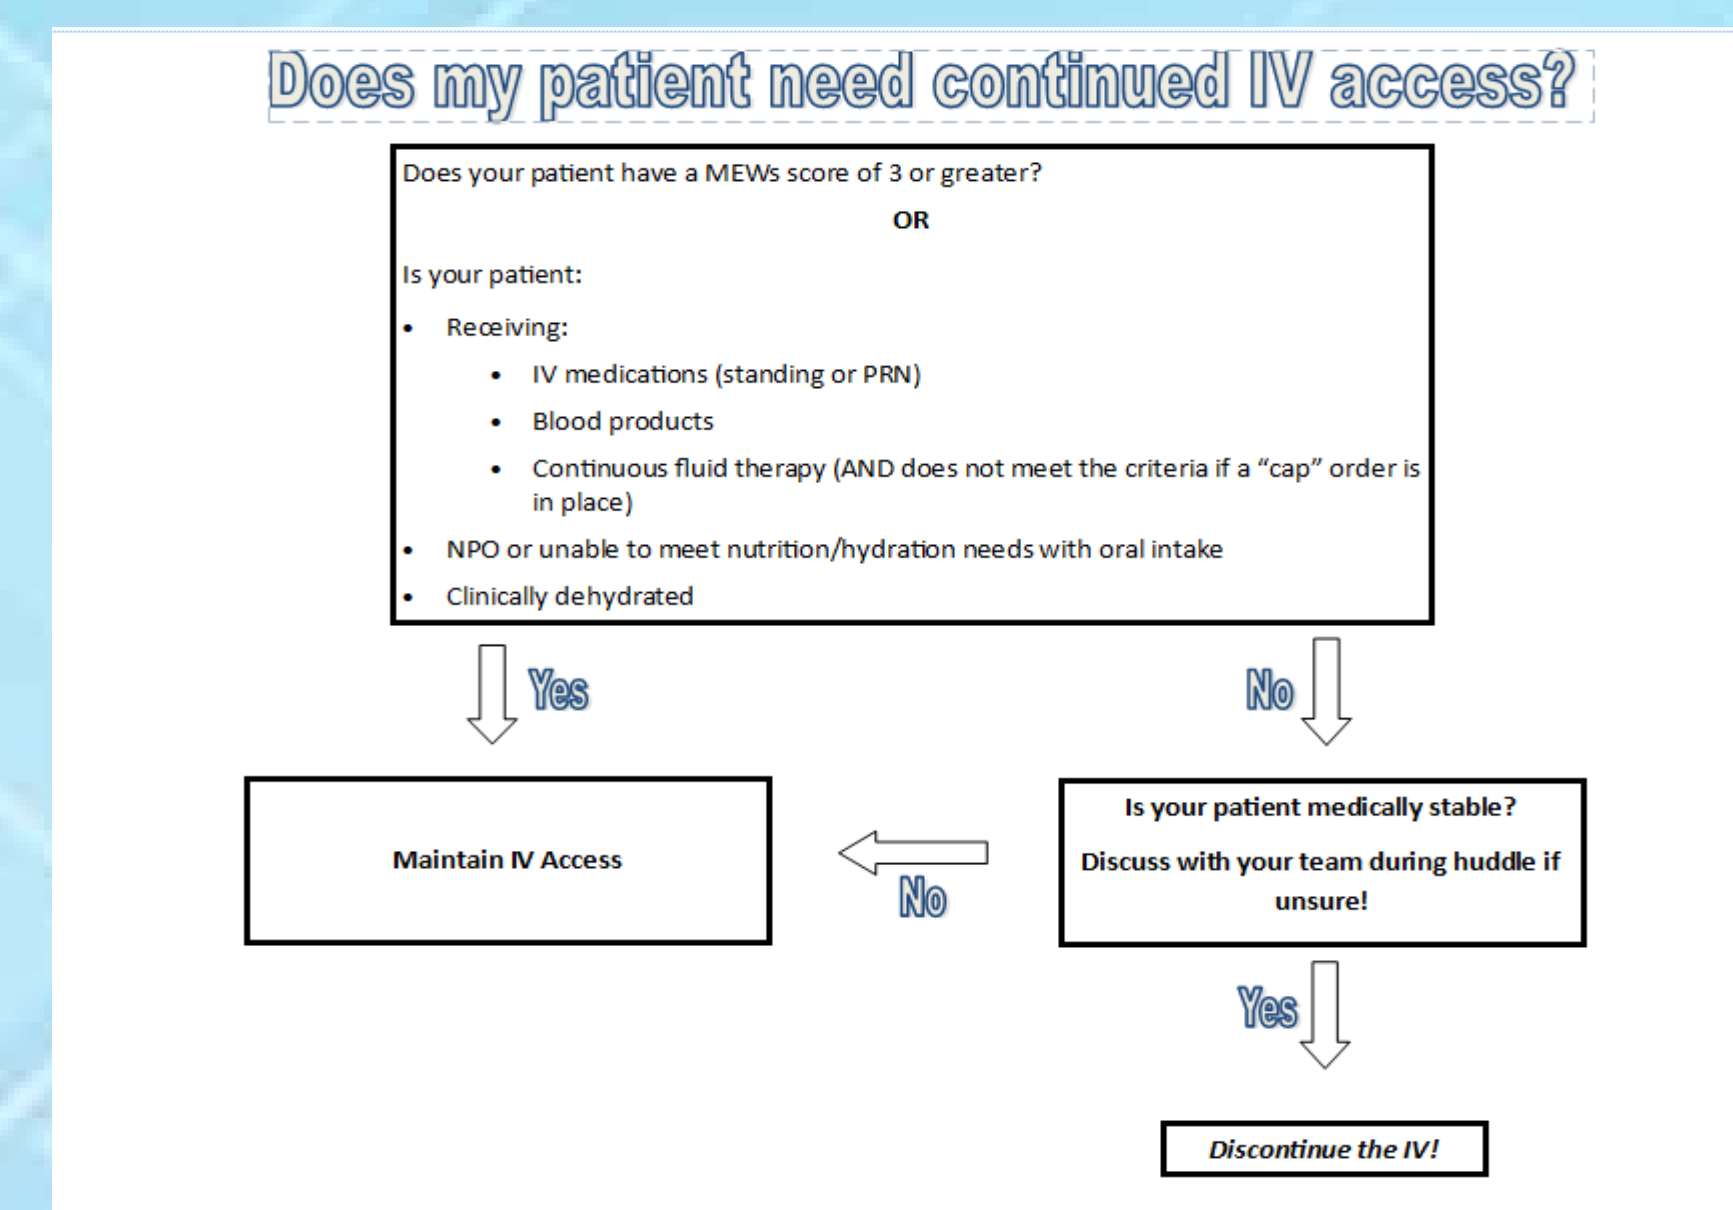 Does my patient need continued IV access?
Does your patient have a MEWs score of 3 or greater?
OR
Is your patient:
• Receiving:
• IV medications (standing or PRN)
• Blood products
• Continuous fluid therapy (AND does not meet the criteria if a “cap” order is
in place)
• NPO or unable to meet nutrition/hydration needs with oral intake
• Clinically dehydrated
Yes
No
Maintain IV Access
No
Is your patient medically stable?
Discuss with your team during huddle if
unsure!
Yes
Discontinue the IV!